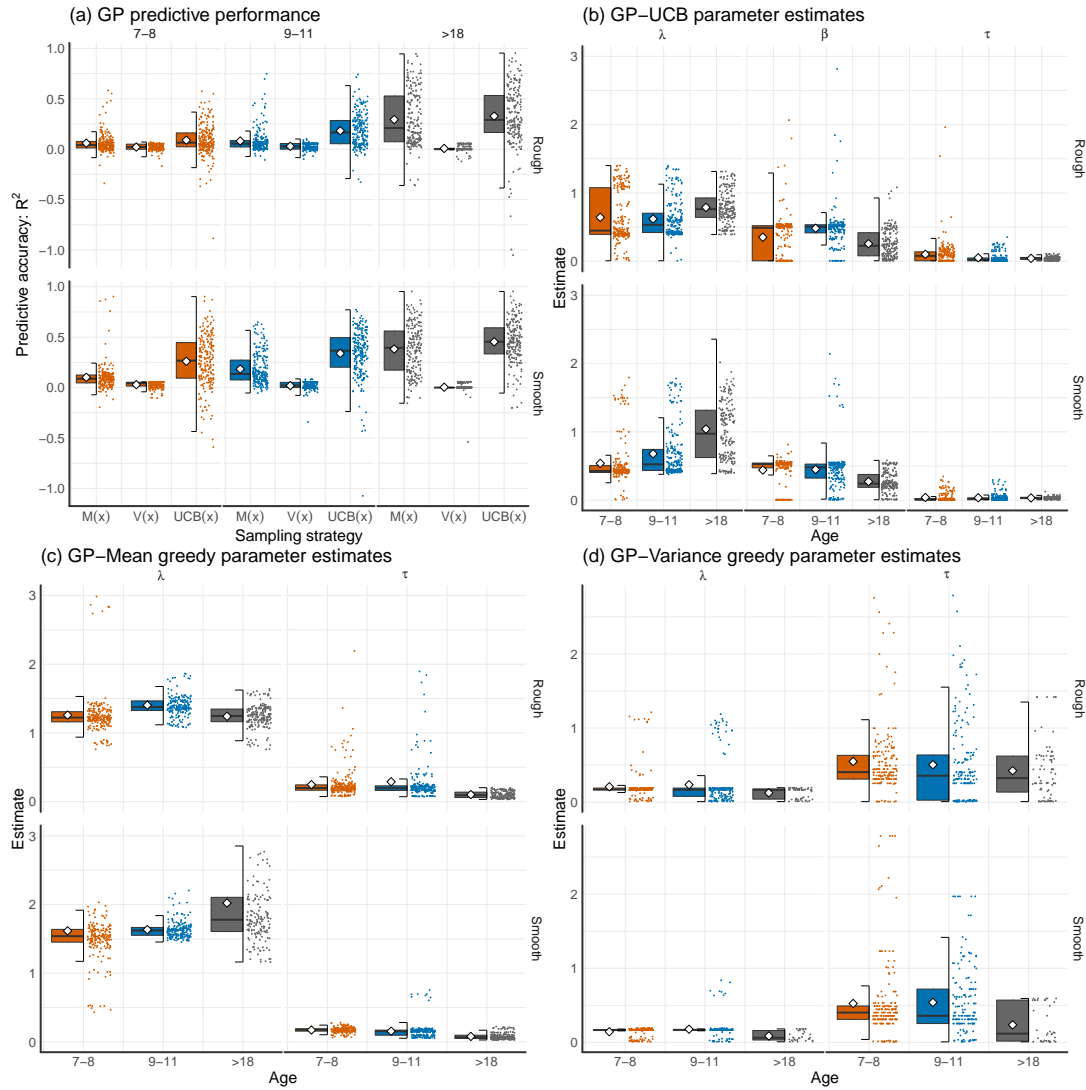 (a) GP predictive performance
7−8 9−11 >18
1.0
0.5
0.0
−0.5
−1.0
Rough
1.0
0.5
0.0
−0.5
−1.0
Smooth
Predictive accuracy: R²
M(x) V(x) UCB(x) M(x) V(x) UCB(x) M(x) V(x) UCB(x)
Sampling strategy
(b) GP−UCB parameter estimates
λ β τ
3
2
1
0
Rough
3
2
1
0
Smooth
Estimate
7−8 9−11 >18 7−8 9−11 >18 7−8 9−11 >18
Age
(c) GP−Mean greedy parameter estimates
λ τ
3
2
1
0
Rough
3
2
1
0
Smooth
Estimate
7−8 9−11 >18 7−8 9−11 >18
Age
(d) GP−Variance greedy parameter estimates
λ τ
2
1
0
Rough
2
1
0
Smooth
Estimate
7−8 9−11 >18 7−8 9−11 >18
Age